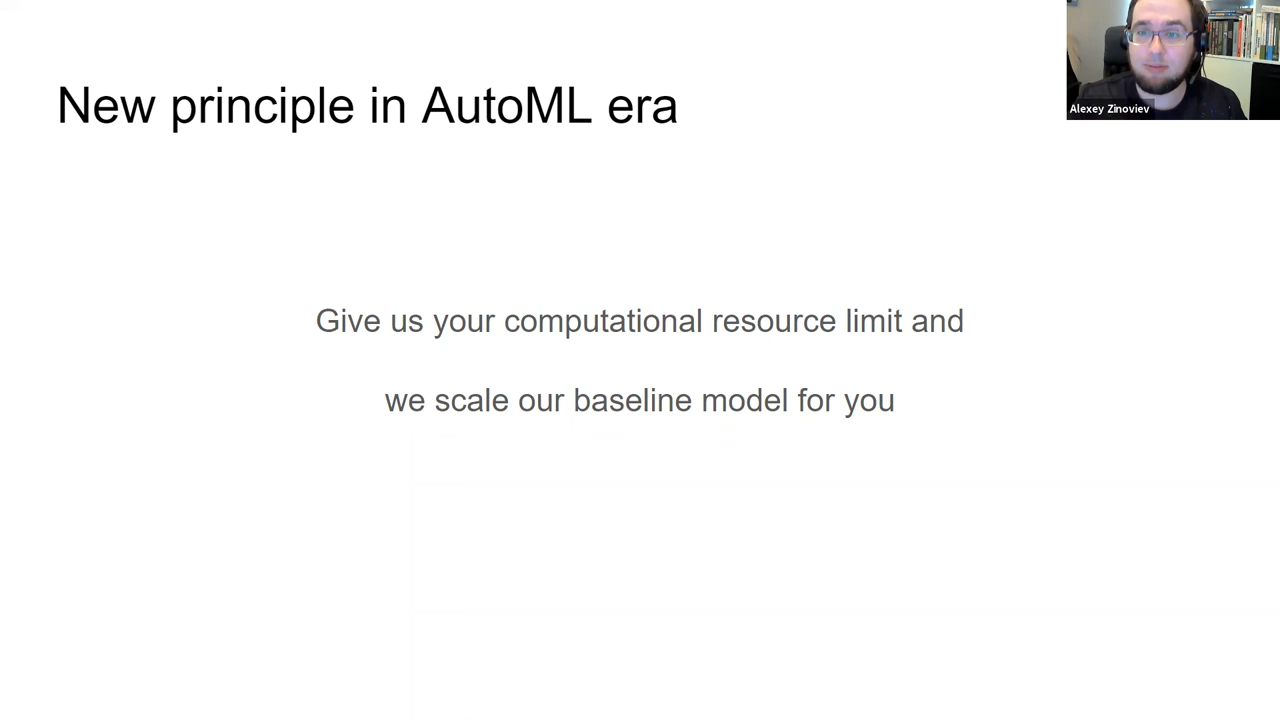 New principle in AutoML era
Alexey Zinoviev
Give us your computational resource limit and
we scale our baseline model for you